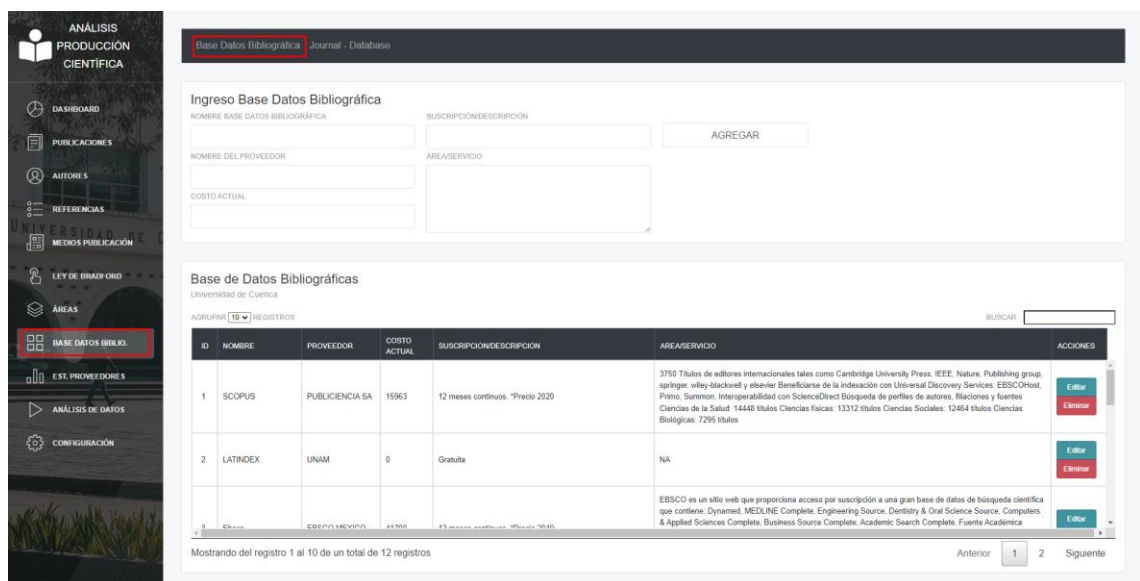 ANÁLISIS
PRODUCCIÓN
CIENTÍFICA
DASHBOARD
PUBLICACIONES
AUTORES
REFERENCIAS
MEDIOS PUBLICACIÓN
LEY DE BRADFORD
ÁREAS
BASE DATOS BIBLIO.
EST. PROVEEDORES
ANÁLISIS DE DATOS
CONFIGURACIÓN
Base Datos Bibliográfica Journal - Database
Ingreso Base Datos Bibliográfica
NOMBRE BASE DATOS BIBLIOGRÁFICA SUSCRIPCIÓN/DESCRIPCIÓN
AGREGAR
NOMBRE DEL PROVEEDOR AREA/SERVICIO
COSTO ACTUAL
Base de Datos Bibliográficas
Universidad de Cuenca
AGRUPAR 10 REGISTROS BUSCAR :
ID NOMBRE PROVEEDOR COSTO ACTUAL SUSCRIPCION/DESCRIPCION AREA/SERVICIO ACCIONES
3750 Títulos de editores internacionales tales como Cambridge University Press, IEEE, Nature, Publishing group,
springer, wiley-blackwell y elsevier Beneficiarse de la indexación con Universal Discovery Services: EBSCOHost,
1 SCOPUS PUBLICIENCIA SA 15963 12 meses continuos. "Precio 2020 Primo, Summon. Interoperabilidad con ScienceDirect Búsqueda de perfiles de autores, filiaciones y fuentes
Ciencias de la Salud: 14448 títulos Ciencias físicas: 13312 títulos Ciencias Sociales: 12464 títulos Ciencias
Biológicas: 7295 títulos
Editar
Eliminar
2 LATINDEX UNAM 0 Gratuita NA
Editar
Eliminar
EBSCO es un sitio web que proporciona acceso por suscripción a una gran base de datos de búsqueda científica
que contiene: Dynamed, MEDLINE Complete, Engineering Source, Dentistry & Oral Science Source, Computers
& Applied Sciences Complete, Business Source Complete, Academic Search Complete, Fuente Académica
Editar
Mostrando del registro 1 al 10 de un total de 12 registros
Anterior 1 2 Siguiente